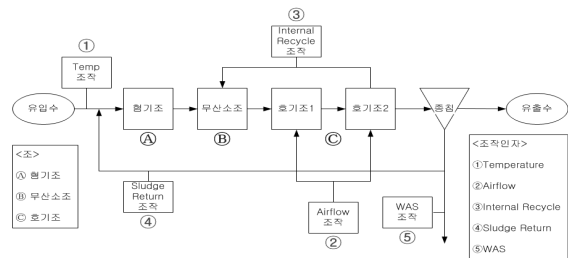 ③
Internal
Recycle
조작
①
Temp
조작
유입수
혐기조
무산소조
호기조1
호기조2
종침
유출수
Ⓐ
Ⓑ
Ⓒ
<조>
Ⓐ 혐기조
Ⓑ 무산소조
Ⓒ 호기조
Sludge
Return
조작
④
Airflow
조작
②
WAS
조작
⑤
<조작인자>
①Temperature
②Airflow
③Internal Recycle
④Sludge Return
⑤WAS